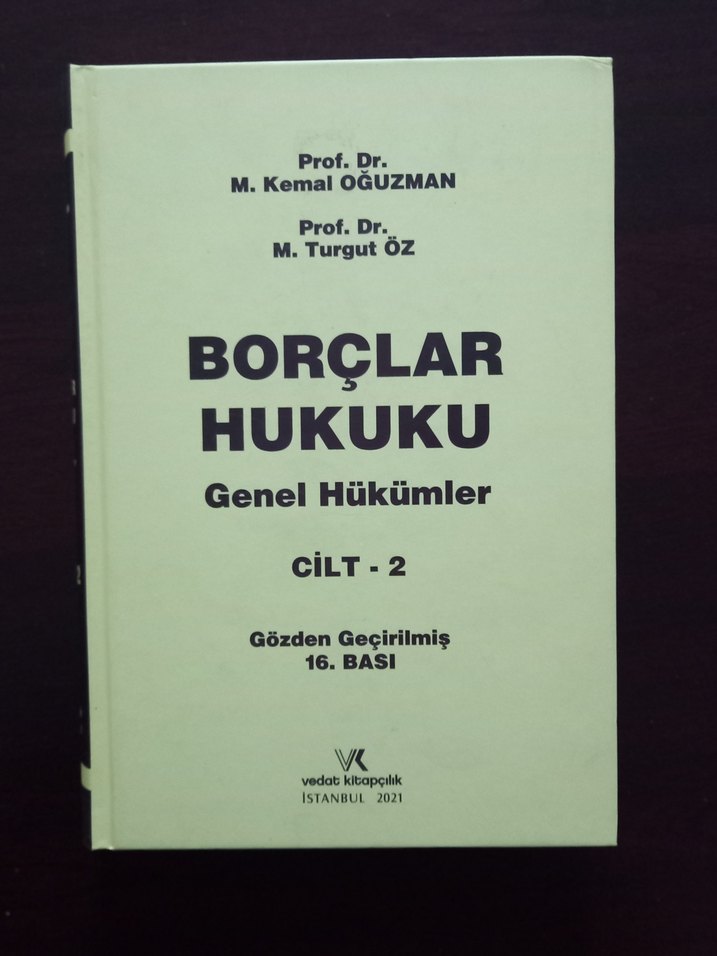 Prof. Dr.
M. Kemal OĞUZMAN
Prof. Dr.
M. Turgut ÖZ
BORÇLAR
HUKUKU
Genel Hükümler
CİLT - 2
Gözden Geçirilmiş
16. BASI
VK
vedat kitapçılık
İSTANBUL 2021